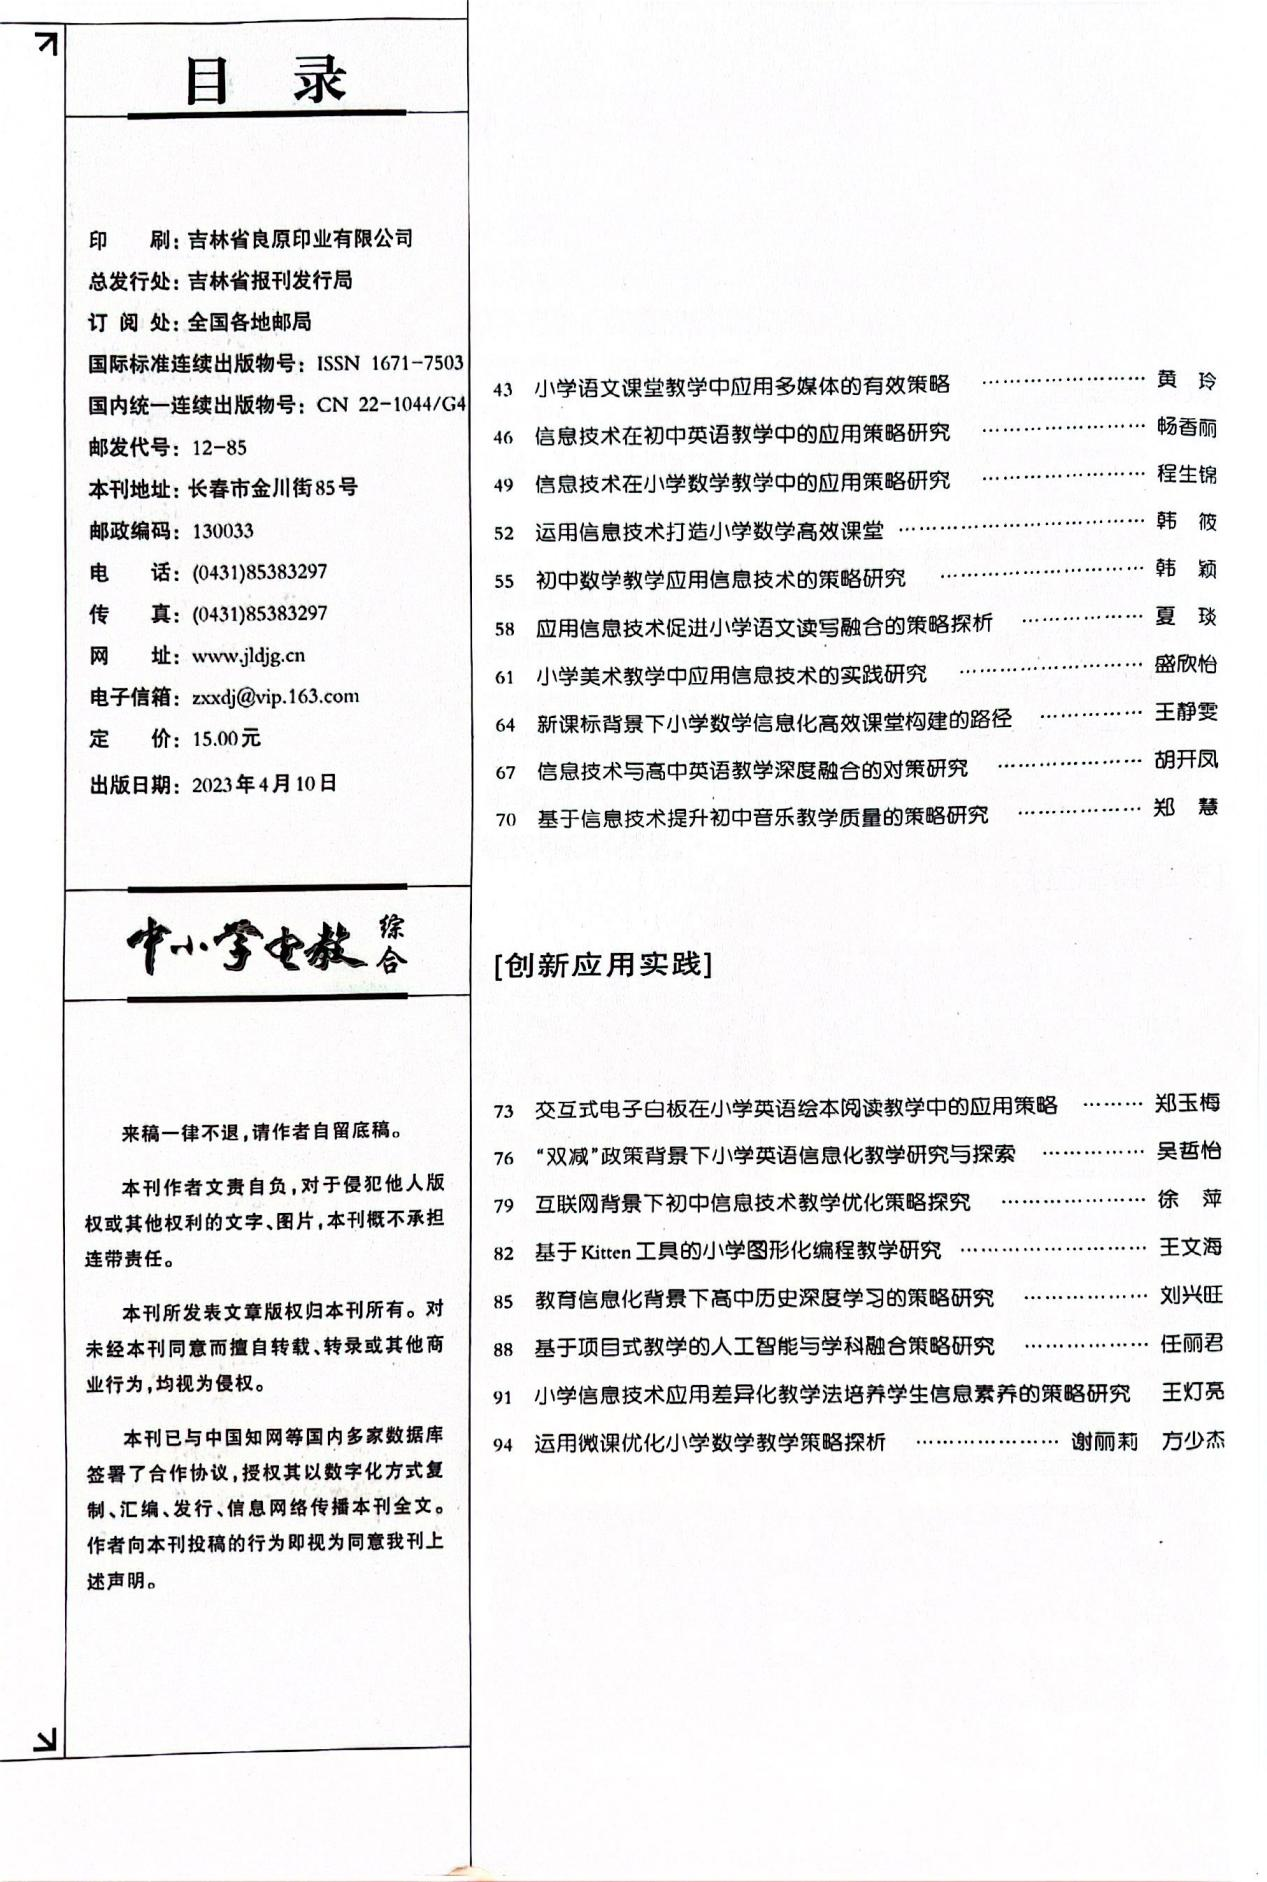 目 录
印 刷：吉林省良原印业有限公司
总发行处：吉林省报刊发行局
订 阅 处：全国各地邮局
国际标准连续出版物号：ISSN 1671-7503
国内统一连续出版物号：CN 22-1044/G4
邮发代号：12-85
本刊地址：长春市金川街85号
邮政编码：130033
电 话：(0431)85383297
传 真：(0431)85383297
网 址：www.jldjg.cn
电子信箱：zxxdj@vip.163.com
定 价：15.00元
出版日期：2023年4月10日
中小学电教 综合
来稿一律不退，请作者自留底稿。
本刊作者文责自负，对于侵犯他人版
权或其他权利的文字、图片，本刊概不承担
连带责任。
本刊所发表文章版权归本刊所有。对
未经本刊同意而擅自转载、转录或其他商
业行为，均视为侵权。
本刊已与中国知网等国内多家数据库
签署了合作协议，授权其以数字化方式复
制、汇编、发行、信息网络传播本刊全文。
作者向本刊投稿的行为即视为同意我刊上
述声明。
43 小学语文课堂教学中应用多媒体的有效策略 …………………… 黄 玲
46 信息技术在初中英语教学中的应用策略研究 …………………… 畅香丽
49 信息技术在小学数学教学中的应用策略研究 …………………… 程生锦
52 运用信息技术打造小学数学高效课堂 ……………………………… 韩 筱
55 初中数学教学应用信息技术的策略研究 ………………………… 韩 颖
58 应用信息技术促进小学语文读写融合的策略探析 ……………… 夏 琰
61 小学美术教学中应用信息技术的实践研究 ……………………… 盛欣怡
64 新课标背景下小学数学信息化高效课堂构建的路径 …………… 王静雯
67 信息技术与高中英语教学深度融合的对策研究 ………………… 胡开凤
70 基于信息技术提升初中音乐教学质量的策略研究 ……………… 郑 慧
[创新应用实践]
73 交互式电子白板在小学英语绘本阅读教学中的应用策略 ……… 郑玉梅
76 “双减”政策背景下小学英语信息化教学研究与探索 …………… 吴哲怡
79 互联网背景下初中信息技术教学优化策略探究 ………………… 徐 萍
82 基于Kitten工具的小学图形化编程教学研究 ……………………… 王文海
85 教育信息化背景下高中历史深度学习的策略研究 ……………… 刘兴旺
88 基于项目式教学的人工智能与学科融合策略研究 ……………… 任丽君
91 小学信息技术应用差异化教学法培养学生信息素养的策略研究 王灯亮
94 运用微课优化小学数学教学策略探析 ………………… 谢丽莉 方少杰